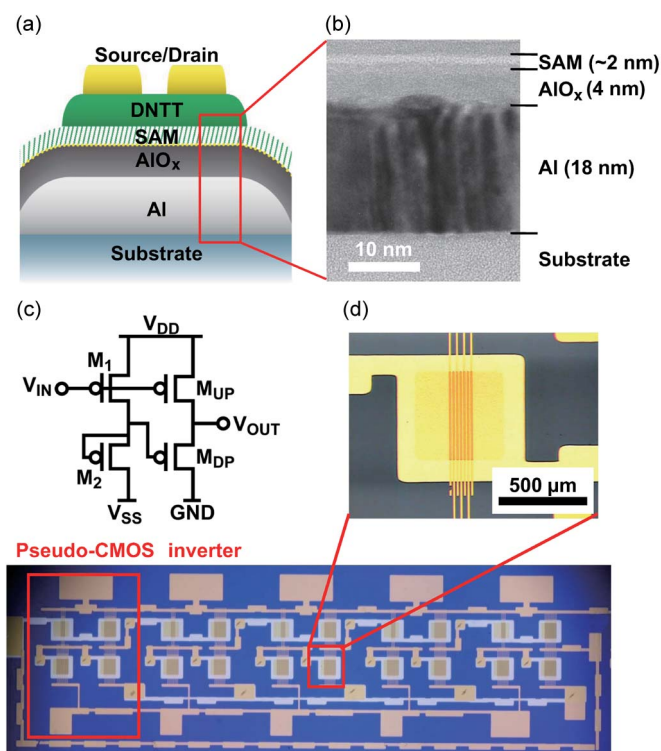 (a)
Source/Drain
DNTT
SAM
AlOx
Al
Substrate
(b)
SAM (~2 nm)
AlOx (4 nm)
Al (18 nm)
Substrate
10 nm
(c)
VDD
M1
VIN
MUP
VOUT
M2
MDP
VSS
GND
(d)
500 µm
Pseudo-CMOS inverter